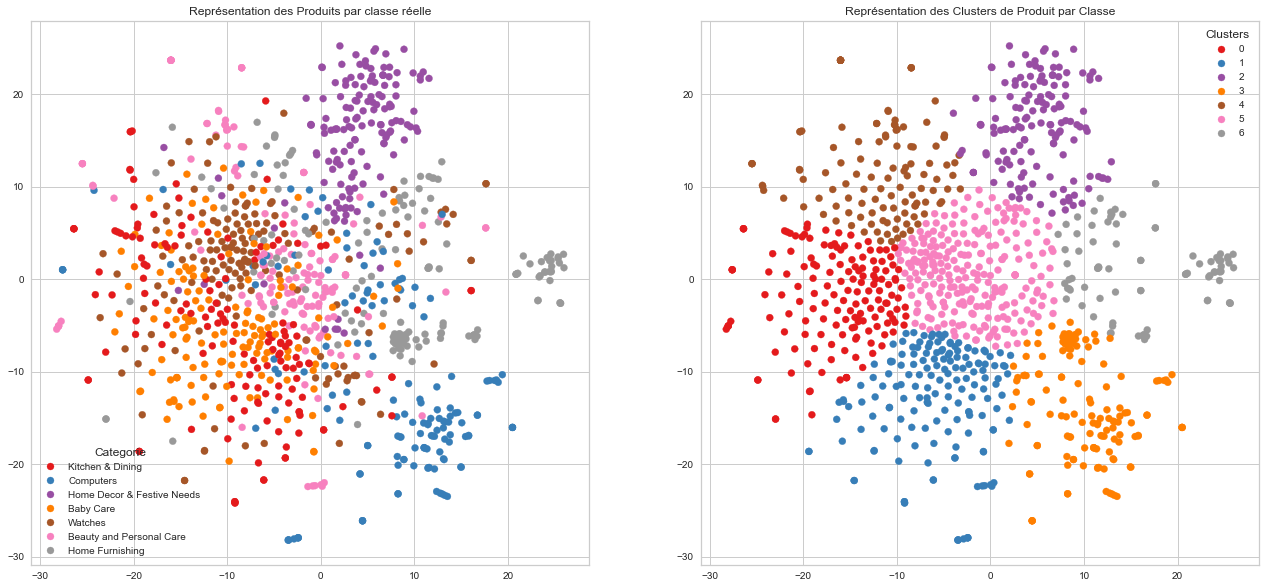 Représentation des Produits par classe réelle
20
10
0
−10
−20
−30
−30
−20
−10
0
10
20
Categorie
Kitchen & Dining
Computers
Home Decor & Festive Needs
Baby Care
Watches
Beauty and Personal Care
Home Furnishing
Représentation des Clusters de Produit par Classe
20
10
0
−10
−20
−30
−30
−20
−10
0
10
20
Clusters
0
1
2
3
4
5
6